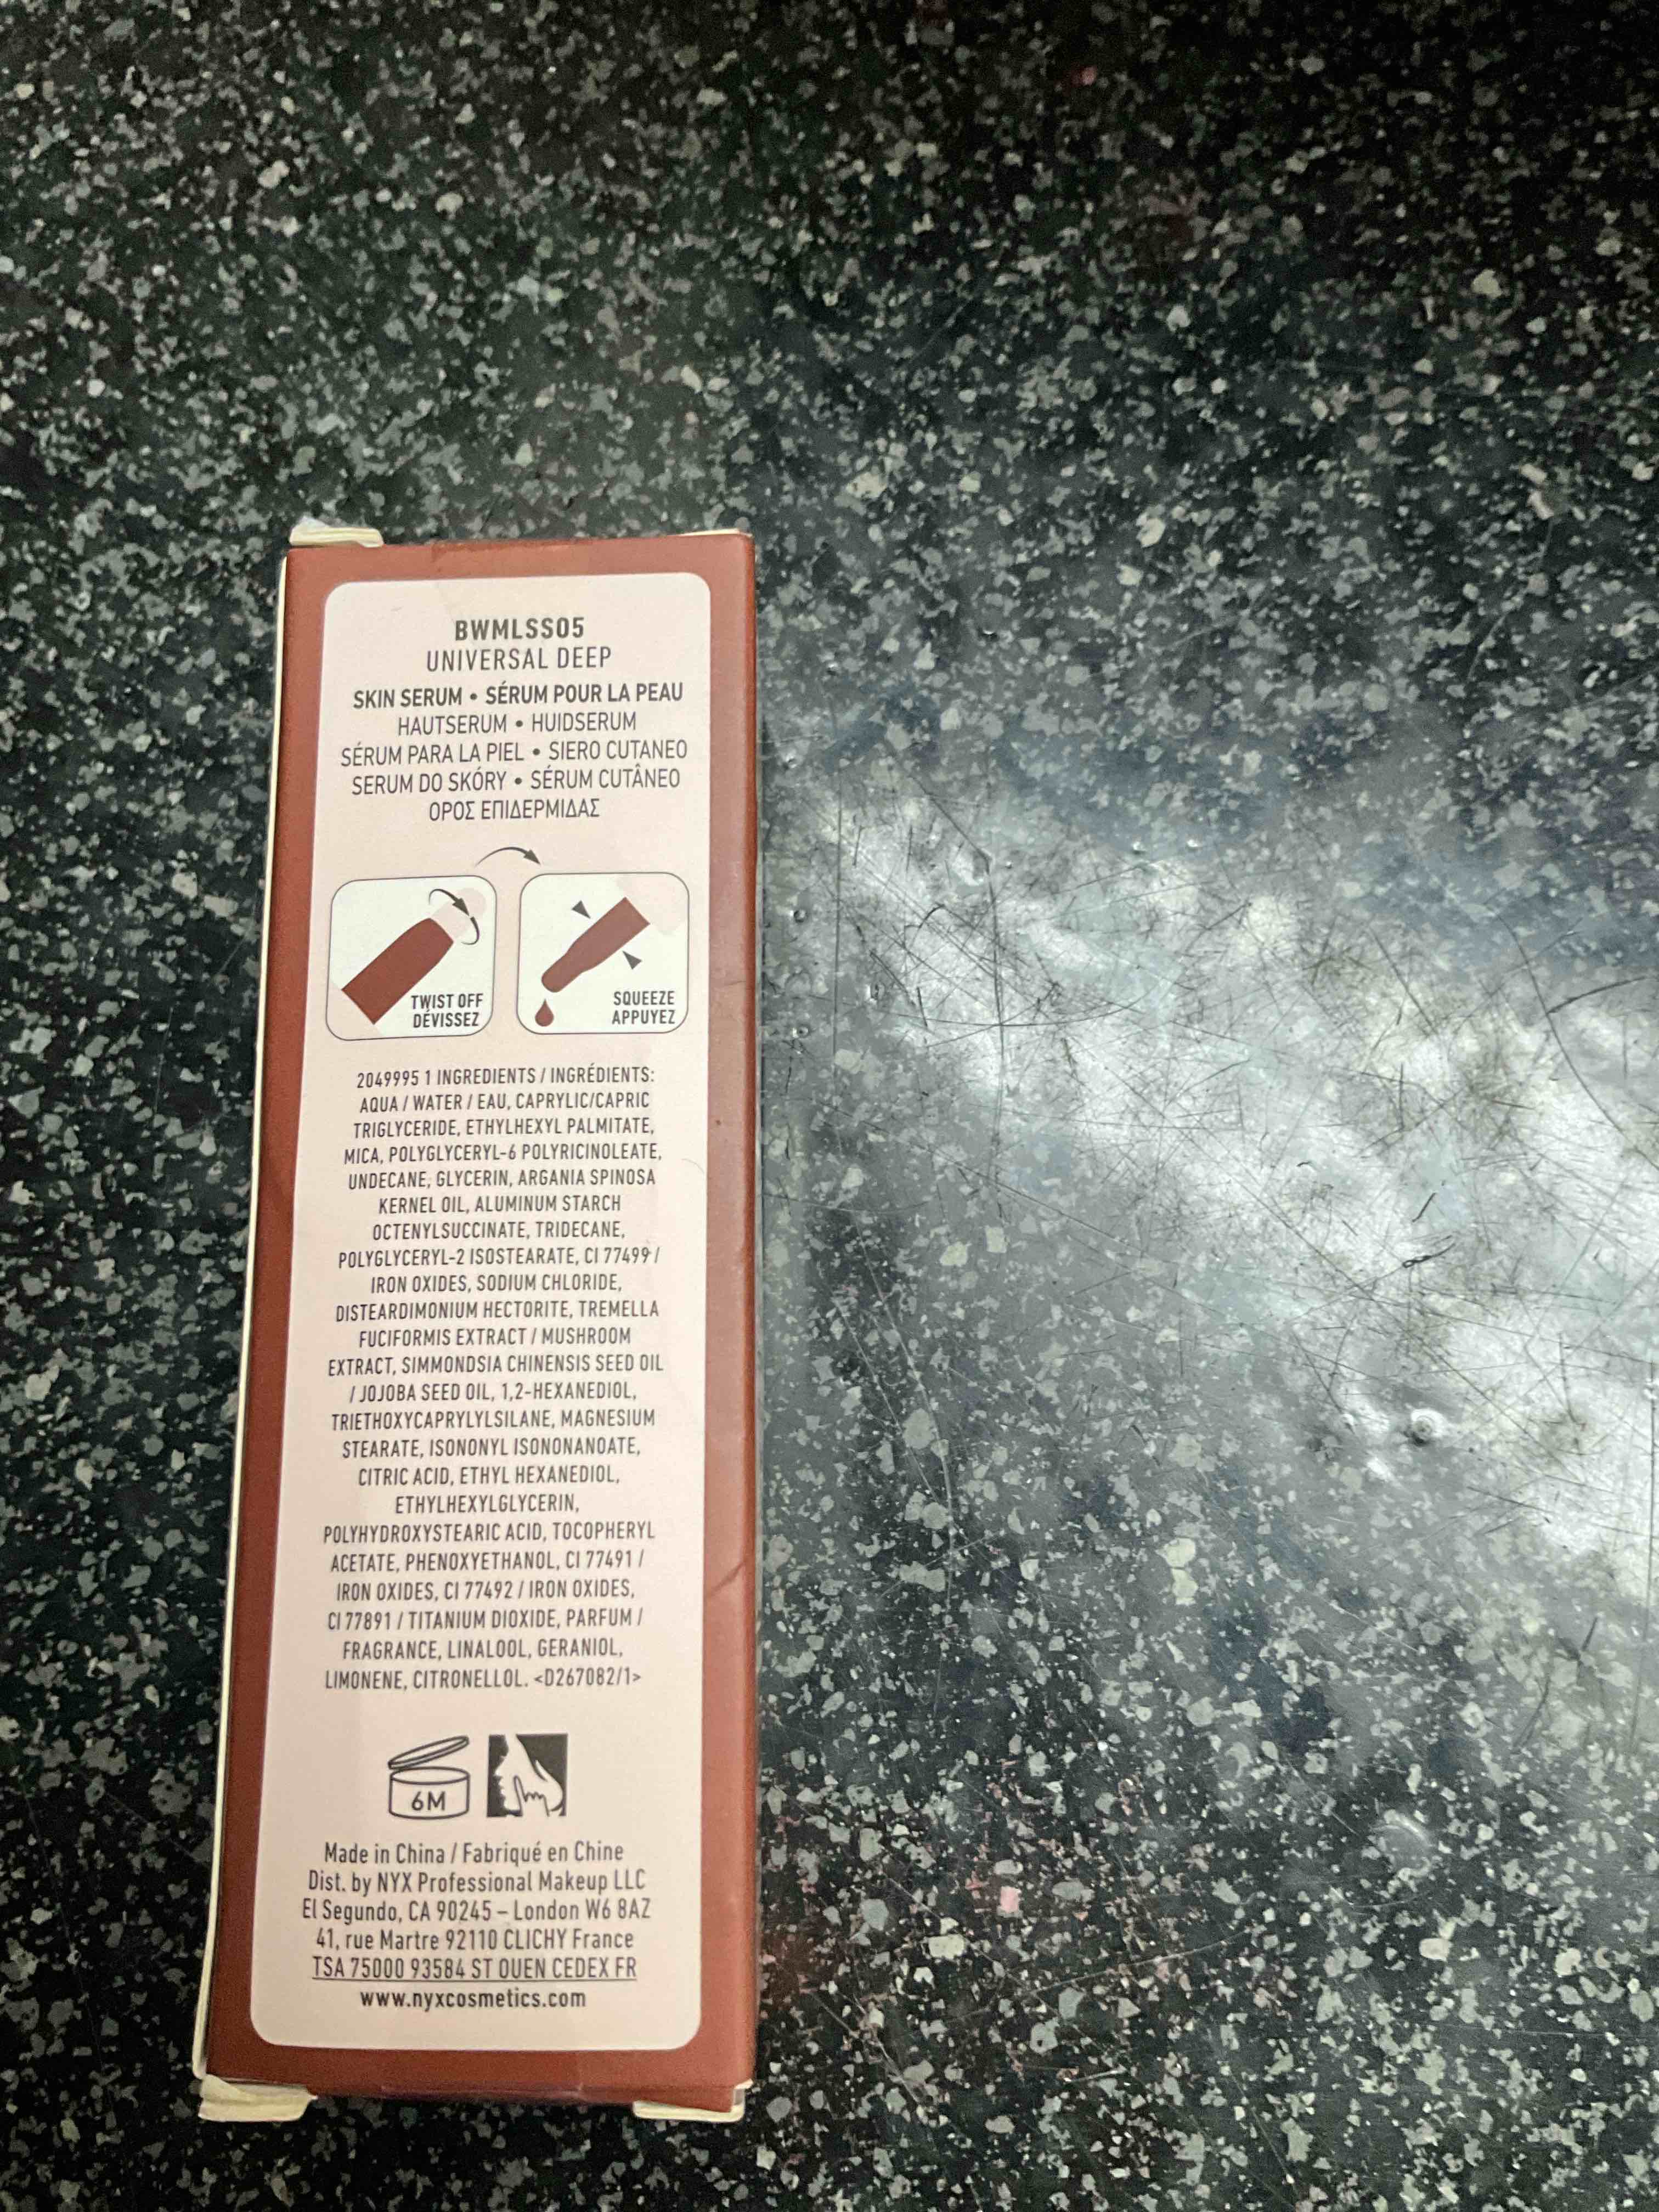 BWMLSS05
UNIVERSAL DEEP
SKIN SERUM • SÉRUM POUR LA PEAU
HAUTSERUM • HUIDSERUM
SÉRUM PARA LA PIEL • SIERO CUTANEO
SERUM DO SKÓRY • SÉRUM CUTÂNEO
ΟΡΟΣ ΕΠΙΔΕΡΜΙΔΑΣ
TWIST OFF
DÉVISSEZ
SQUEEZE
APPUYEZ
2049995 1 INGREDIENTS / INGRÉDIENTS:
AQUA / WATER / EAU, CAPRYLIC/CAPRIC
TRIGLYCERIDE, ETHYLHEXYL PALMITATE,
MICA, POLYGLYCERYL-6 POLYRICINOLEATE,
UNDECANE, GLYCERIN, ARGANIA SPINOSA
KERNEL OIL, ALUMINUM STARCH
OCTENYLSUCCINATE, TRIDECANE,
POLYGLYCERYL-2 ISOSTEARATE, CI 77499 /
IRON OXIDES, SODIUM CHLORIDE,
DISTEARDIMONIUM HECTORITE, TREMELLA
FUCIFORMIS EXTRACT / MUSHROOM
EXTRACT, SIMMONDSIA CHINENSIS SEED OIL
/ JOJOBA SEED OIL, 1,2-HEXANEDIOL,
TRIETHOXYCAPRYLYLSILANE, MAGNESIUM
STEARATE, ISONONYL ISONONANOATE,
CITRIC ACID, ETHYL HEXANEDIOL,
ETHYLHEXYLGLYCERIN,
POLYHYDROXYSTEARIC ACID, TOCOPHERYL
ACETATE, PHENOXYETHANOL, CI 77491 /
IRON OXIDES, CI 77492 / IRON OXIDES,
CI 77891 / TITANIUM DIOXIDE, PARFUM /
FRAGRANCE, LINALOOL, GERANIOL,
LIMONENE, CITRONELLOL. <D267082/1>
6M
Made in China / Fabriqué en Chine
Dist. by NYX Professional Makeup LLC
El Segundo, CA 90245 – London W6 8AZ
41, rue Martre 92110 CLICHY France
TSA 75000 93584 ST OUEN CEDEX FR
www.nyxcosmetics.com